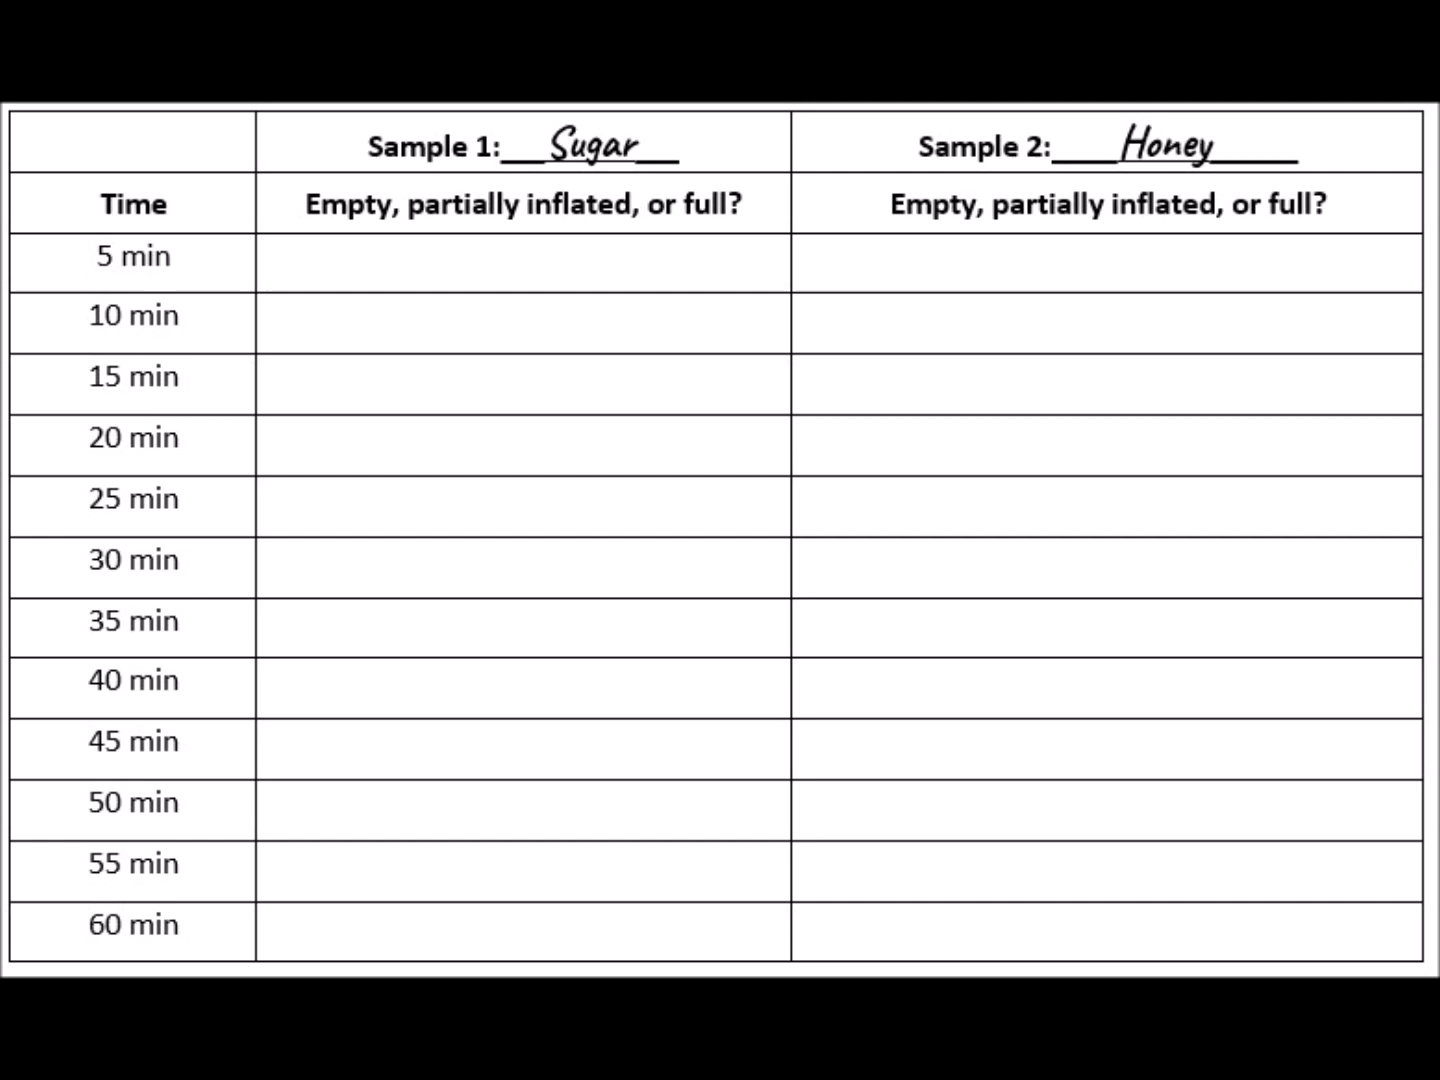 Sample 1:__Sugar__ Sample 2:____Honey____
Time Empty, partially inflated, or full? Empty, partially inflated, or full?
5 min
10 min
15 min
20 min
25 min
30 min
35 min
40 min
45 min
50 min
55 min
60 min